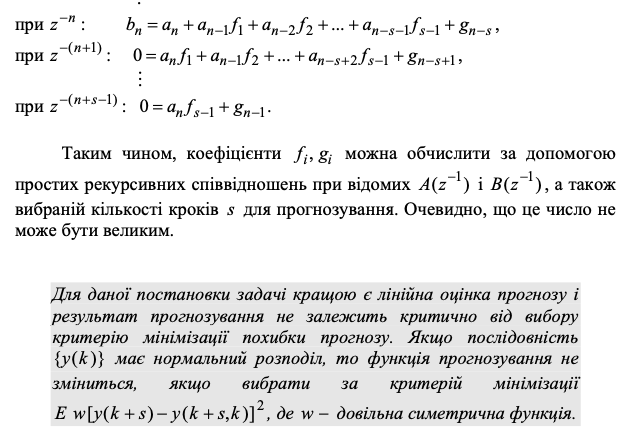 ⋮
при z^{-n} : b_n = a_n + a_{n-1} f_1 + a_{n-2} f_2 + ... + a_{n-s-1} f_{s-1} + g_{n-s} ,
при z^{-(n+1)} : 0 = a_n f_1 + a_{n-1} f_2 + ... + a_{n-s+2} f_{s-1} + g_{n-s+1} ,
⋮
при z^{-(n+s-1)} : 0 = a_n f_{s-1} + g_{n-1} .
Таким чином, коефіцієнти f_i, g_i можна обчислити за допомогою
простих рекурсивних співвідношень при відомих A(z^{-1}) і B(z^{-1}), а також
вибраній кількості кроків s для прогнозування. Очевидно, що це число не
може бути великим.
Для даної постановки задачі кращою є лінійна оцінка прогнозу і
результат прогнозування не залежить критично від вибору
критерію мінімізації похибки прогнозу. Якщо послідовність
{y(k)} має нормальний розподіл, то функція прогнозування не
зміниться, якщо вибрати за критерій мінімізації
E w[y(k + s) − y(k + s,k)]^2 , де w − довільна симетрична функція.